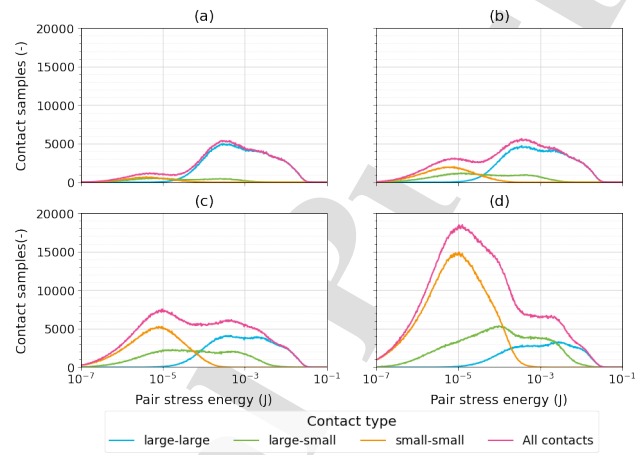 (a)
(b)
20000
15000
10000
5000
0
Contact samples (-)
(c)
(d)
20000
15000
10000
5000
0
Contact samples(-)
10⁻⁷ 10⁻⁵ 10⁻³ 10⁻¹
10⁻⁷ 10⁻⁵ 10⁻³ 10⁻¹
Pair stress energy (J)
Pair stress energy (J)
Contact type
large-large large-small small-small All contacts